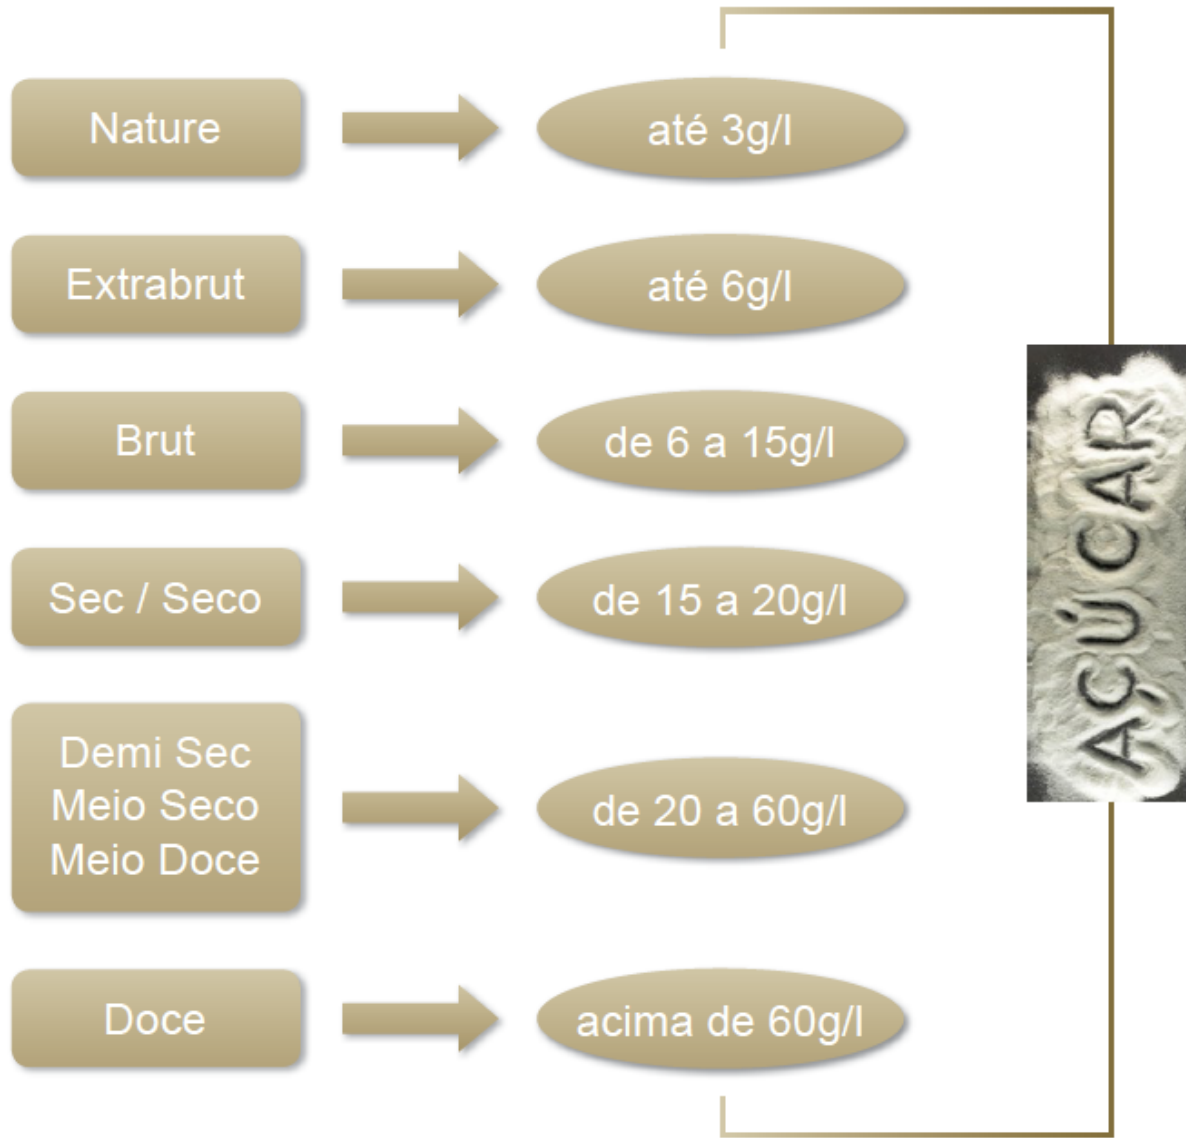 Nature
até 3g/l
Extrabrut
até 6g/l
Brut
de 6 a 15g/l
Sec / Seco
de 15 a 20g/l
Demi Sec
Meio Seco
Meio Doce
de 20 a 60g/l
Doce
acima de 60g/l
AÇÚCAR